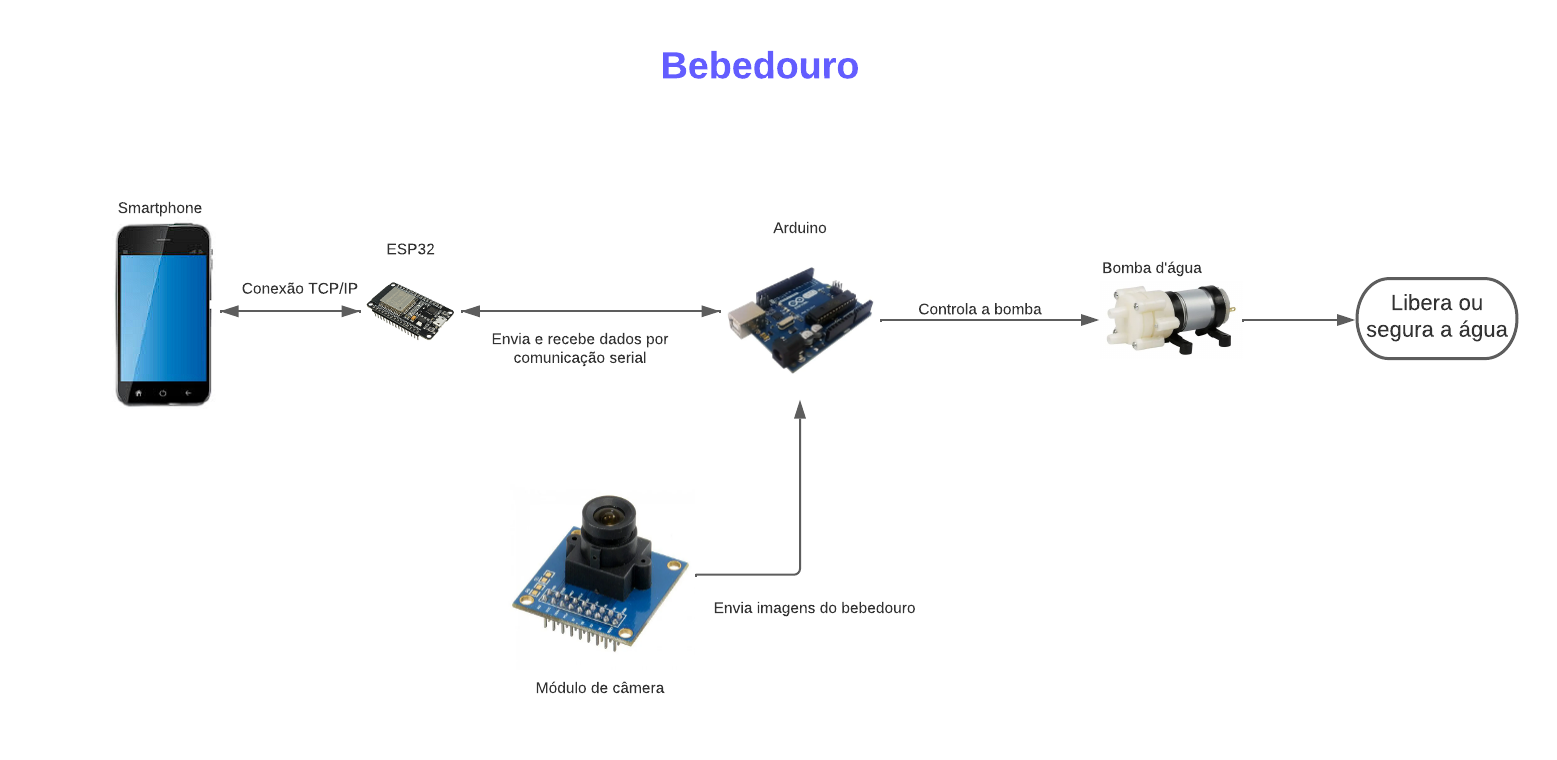 Bebedouro
Smartphone
ESP32
Arduino
Conexão TCP/IP
Bomba d'água
Controla a bomba
Libera ou
segura a água
Envia e recebe dados por
comunicação serial
Envia imagens do bebedouro
Módulo de câmera